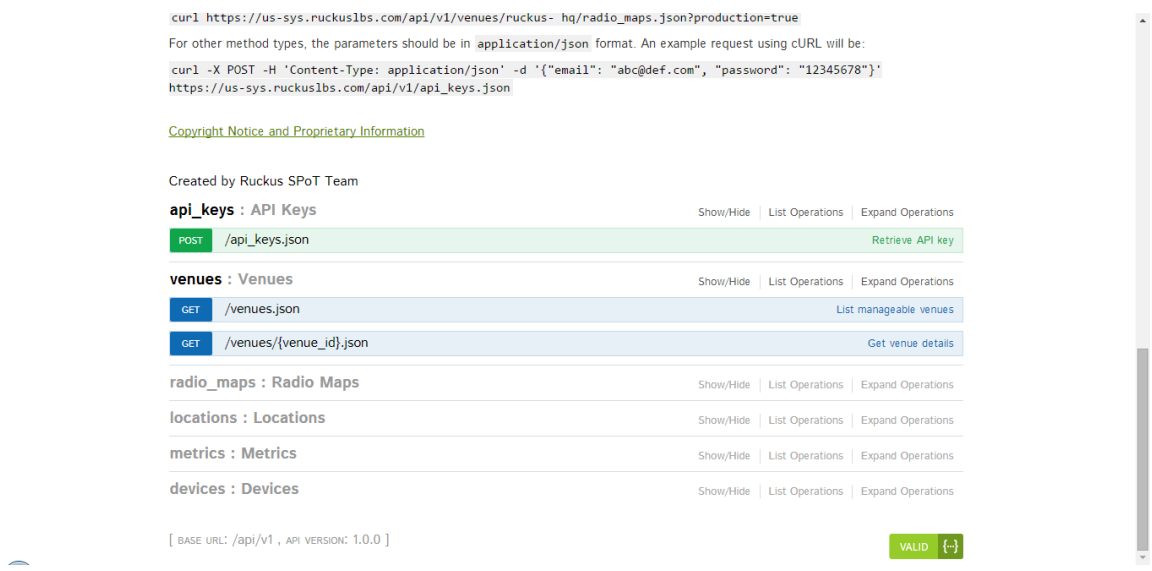 curl https://us-sys.ruckuslbs.com/api/v1/venues/ruckus- hq/radio_maps.json?production=true
For other method types, the parameters should be in application/json format. An example request using cURL will be:
curl -X POST -H 'Content-Type: application/json' -d '{"email": "abc@def.com", "password": "12345678"}'
https://us-sys.ruckuslbs.com/api/v1/api_keys.json
Copyright Notice and Proprietary Information
Created by Ruckus SPoT Team
api_keys : API Keys Show/Hide List Operations Expand Operations
POST /api_keys.json Retrieve API key
venues : Venues Show/Hide List Operations Expand Operations
GET /venues.json List manageable venues
GET /venues/{venue_id}.json Get venue details
radio_maps : Radio Maps Show/Hide List Operations Expand Operations
locations : Locations Show/Hide List Operations Expand Operations
metrics : Metrics Show/Hide List Operations Expand Operations
devices : Devices Show/Hide List Operations Expand Operations
[ BASE URL: /api/v1 , API VERSION: 1.0.0 ]
VALID {...}